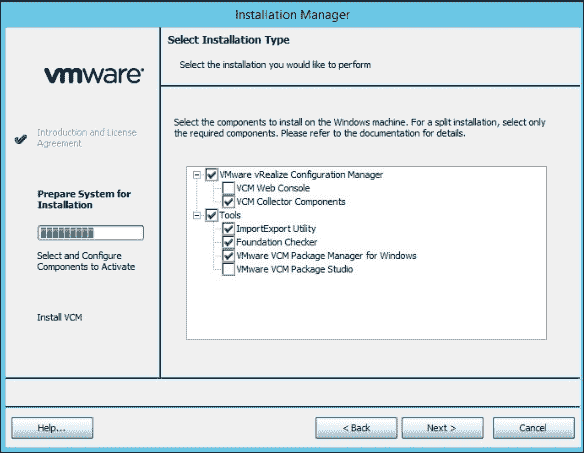 Installation Manager
Select Installation Type
Select the installation you would like to perform
vmware
Introduction and License
Agreement
Prepare System for
Installation
Select and Configure
Components to Activate
Install VCM
Select the components to install on the Windows machine. For a split installation, select only
the required components. Please refer to the documentation for details.
VMware vRealize Configuration Manager
VCM Web Console
VCM Collector Components
Tools
ImportExport Utility
Foundation Checker
VMware VCM Package Manager for Windows
VMware VCM Package Studio
Help...
< Back
Next >
Cancel